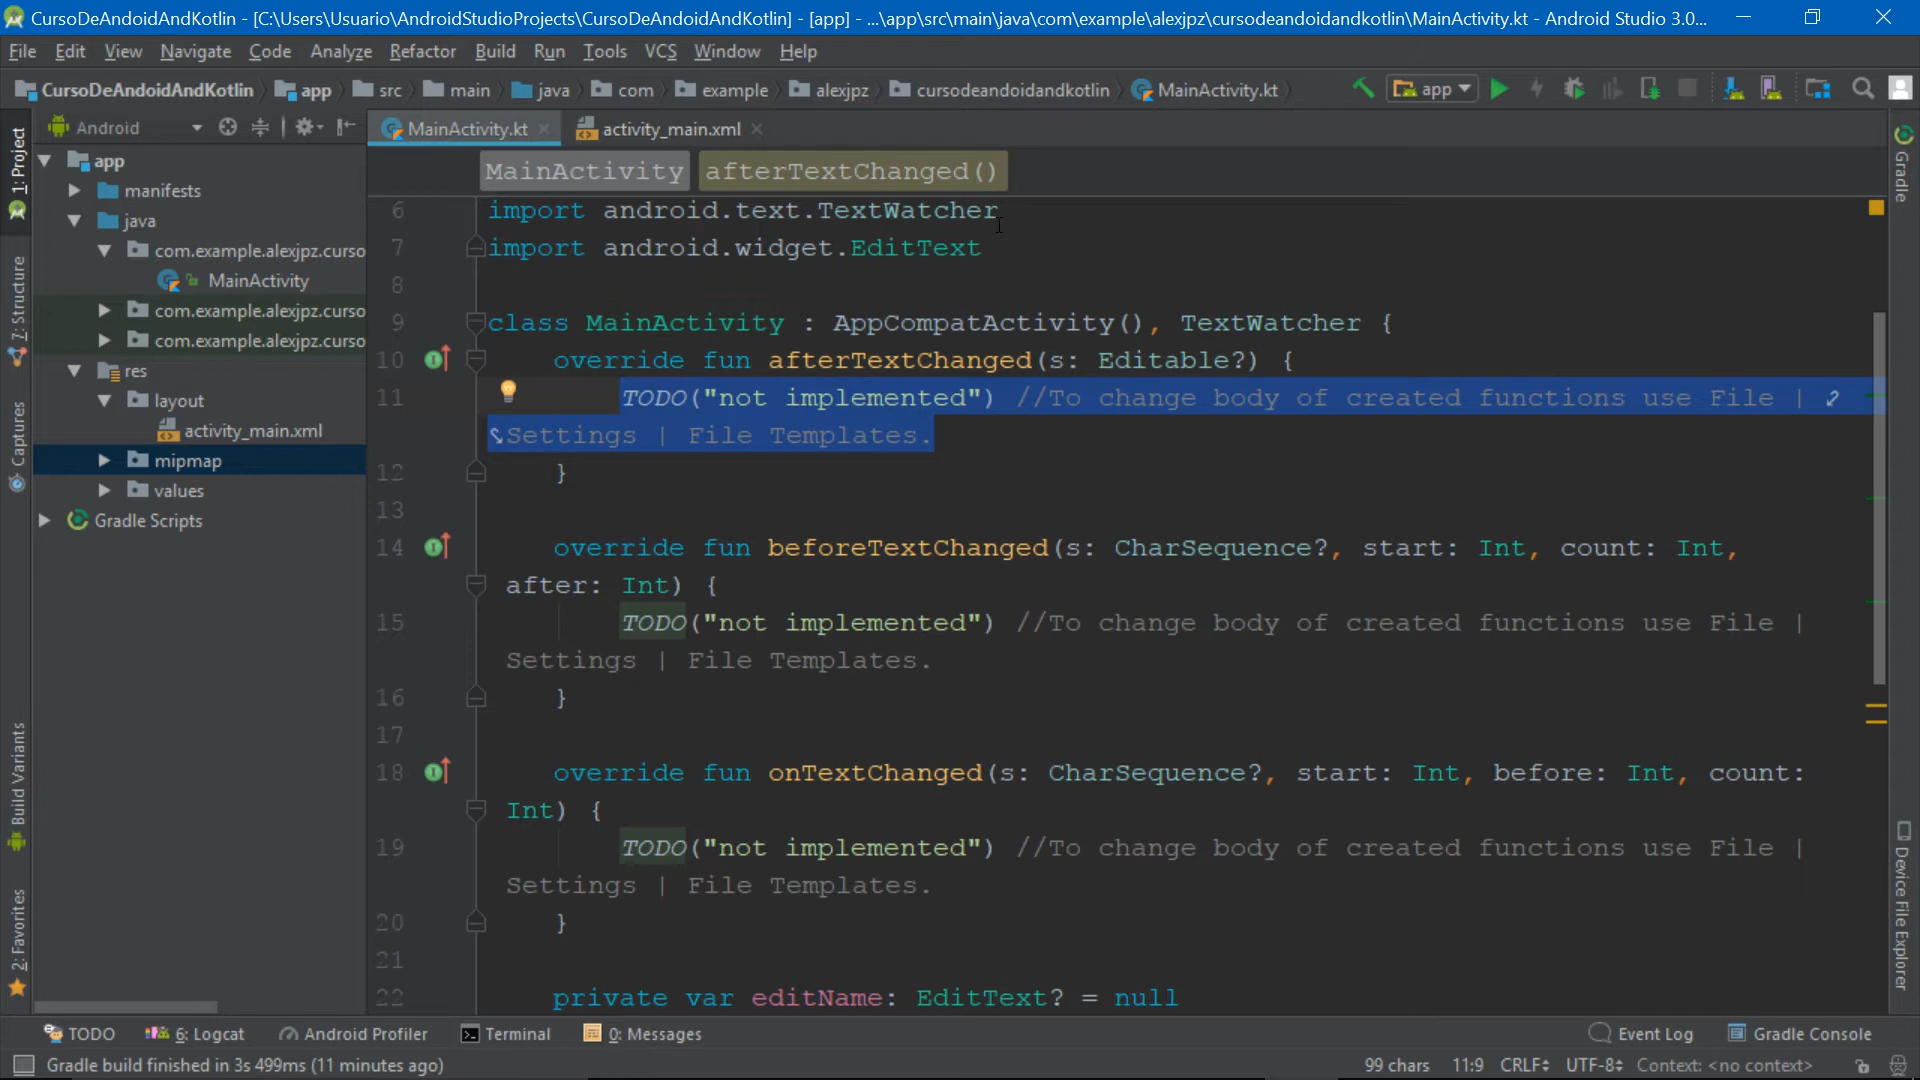 CursoDeAndoidAndKotlin - [C:\Users\Usuario\AndroidStudioProjects\CursoDeAndoidAndKotlin] - [app] - ...\app\src\main\java\com\example\alexjpz\cursodeandoidandkotlin\MainActivity.kt - Android Studio 3.0...
File Edit View Navigate Code Analyze Refactor Build Run Tools VCS Window Help
CursoDeAndoidAndKotlin app src main java com example alexjpz cursodeandoidandkotlin MainActivity.kt app
Android
MainActivity.kt activity_main.xml
MainActivity afterTextChanged()
1: Project
7: Structure
Captures
Build Variants
2: Favorites
app
manifests
java
com.example.alexjpz.curso
MainActivity
com.example.alexjpz.curso
com.example.alexjpz.curso
res
layout
activity_main.xml
mipmap
values
Gradle Scripts
6 import android.text.TextWatcher
7 import android.widget.EditText
8
9 class MainActivity : AppCompatActivity(), TextWatcher {
10 override fun afterTextChanged(s: Editable?) {
11 TODO("not implemented") //To change body of created functions use File |
Settings | File Templates.
12 }
13
14 override fun beforeTextChanged(s: CharSequence?, start: Int, count: Int,
after: Int) {
15 TODO("not implemented") //To change body of created functions use File |
Settings | File Templates.
16 }
17
18 override fun onTextChanged(s: CharSequence?, start: Int, before: Int, count:
Int) {
19 TODO("not implemented") //To change body of created functions use File |
Settings | File Templates.
20 }
21
22 private var editName: EditText? = null
Gradle
Device File Explorer
TODO 6: Logcat Android Profiler Terminal 0: Messages Event Log Gradle Console
Gradle build finished in 3s 499ms (11 minutes ago) 99 chars 11:9 CRLF UTF-8 Context: <no context>